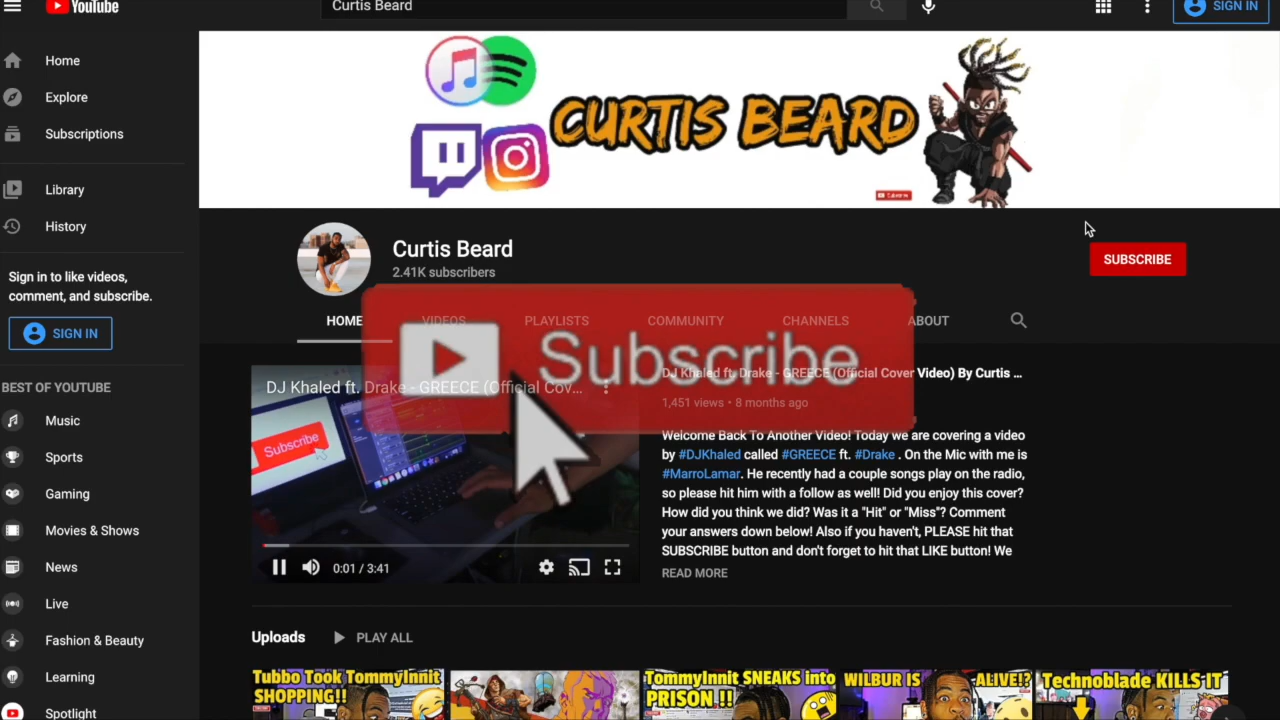 YouTube
Curtis Beard
SIGN IN
Home
Explore
Subscriptions
Library
History
Sign in to like videos,
comment, and subscribe.
SIGN IN
BEST OF YOUTUBE
Music
Sports
Gaming
Movies & Shows
News
Live
Fashion & Beauty
Learning
Spotlight
CURTIS BEARD
Curtis Beard
2.41K subscribers
SUBSCRIBE
HOME VIDEOS PLAYLISTS COMMUNITY CHANNELS ABOUT
Subscribe
DJ Khaled ft. Drake - GREECE (Official Cov...
Subscribe
0:01 / 3:41
DJ Khaled ft. Drake - GREECE (Official Cover Video) By Curtis ...
1,451 views • 8 months ago
Welcome Back To Another Video! Today we are covering a video
by #DJKhaled called #GREECE ft. #Drake . On the Mic with me is
#MarroLamar. He recently had a couple songs play on the radio,
so please hit him with a follow as well! Did you enjoy this cover?
How did you think we did? Was it a "Hit" or "Miss"? Comment
your answers down below! Also if you haven't, PLEASE hit that
SUBSCRIBE button and don't forget to hit that LIKE button! We
READ MORE
Uploads PLAY ALL
Tubbo Took TommyInnit
SHOPPING!!
TommyInnit SNEAKS into
PRISON !!
WILBUR IS ALIVE!?
Technoblade KILLS IT